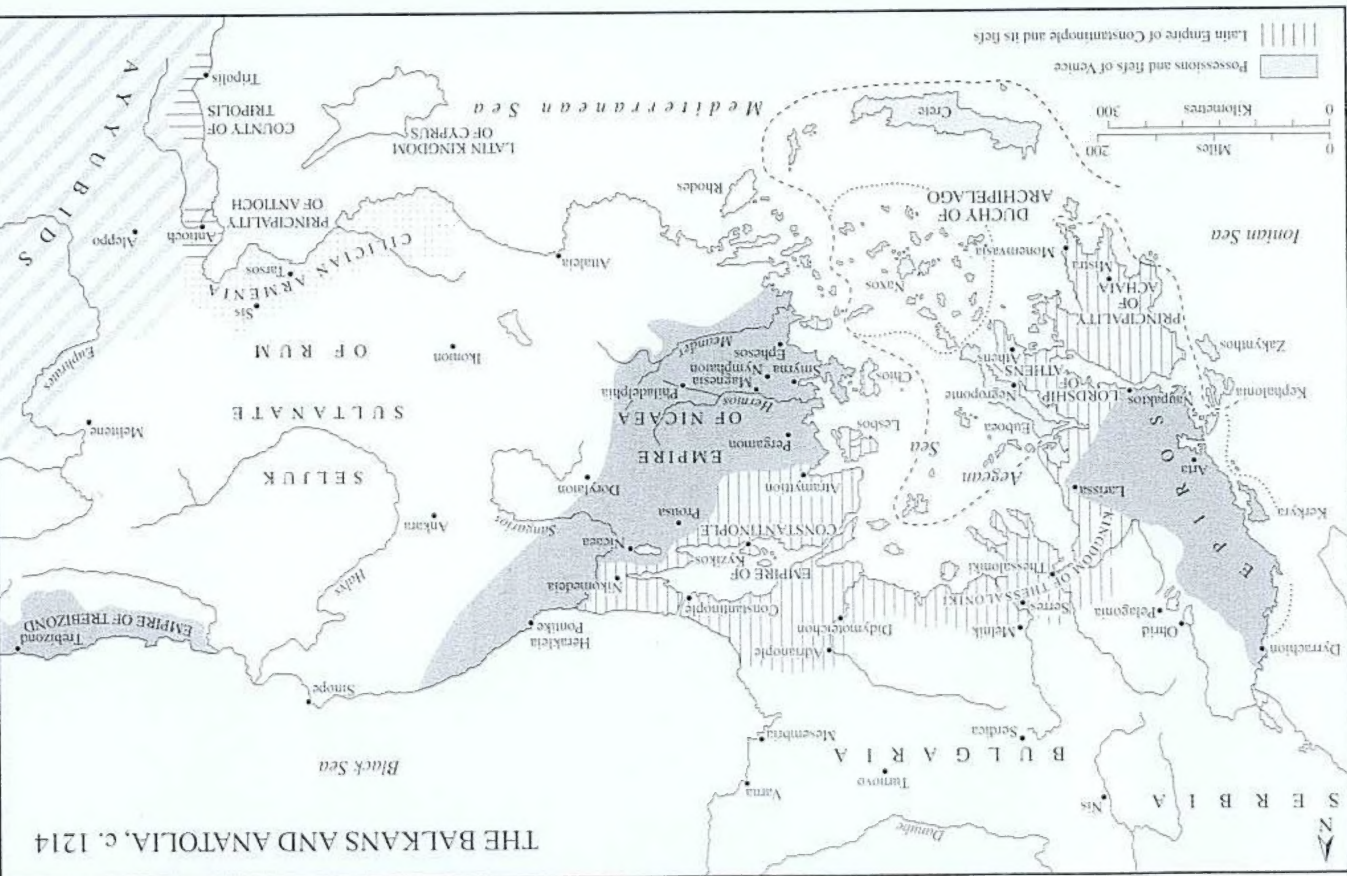 THE BALKANS AND ANATOLIA, c. 1214
N
SERBIA
Nis
Danube
Varna
Turnovo
BULGARIA
Serdica
Mesembria
Black Sea
Sinope
Trebizond
EMPIRE OF TREBIZOND
Dyrrachion
Ohrid
Pelagonia
Melnik
Serres
Adrianople
Didymoteichon
Constantinople
Herakleia
Pontike
Nikomedeia
Halys
KINGDOM OF THESSALONIKI
Thessaloniki
EMPIRE OF
CONSTANTINOPLE
Kyzikos
Nicaea
Prousa
Sangarios
Ankara
EPIROS
Kerkyra
Arta
Larissa
Aegean
Sea
Atramyttion
Dorylaion
SELJUK
SULTANATE
OF RUM
Melitene
Euphrates
Lesbos
Pergamon
EMPIRE
OF NICAEA
Kephalonia
Naupaktos
LORDSHIP
OF
ATHENS
Athens
Euboea
Negroponte
Chios
Hermos
Smyrna
Magnesia
Nymphaion
Philadelphia
Ephesos
Meander
Ikonion
Zakynthos
PRINCIPALITY
OF
ACHAIA
Mistra
Monemvasia
Naxos
DUCHY OF
ARCHIPELAGO
Attaleia
Sis
CILICIAN ARMENIA
Tarsos
Antioch
PRINCIPALITY
OF ANTIOCH
Aleppo
AYYUBIDS
Ionian Sea
Rhodes
Crete
LATIN KINGDOM
OF CYPRUS
COUNTY OF
TRIPOLIS
Tripolis
Mediterranean Sea
0 Miles 200
0 Kilometres 300
Possessions and fiefs of Venice
Latin Empire of Constantinople and its fiefs